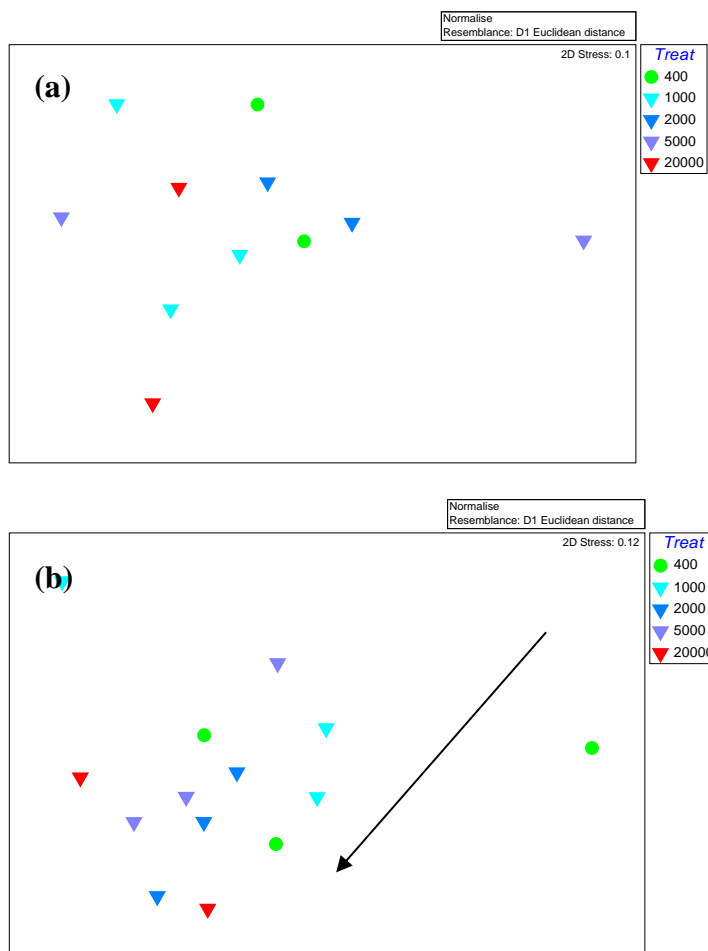 Normalise
Resemblance: D1 Euclidean distance
2D Stress: 0.1
(a)
Treat
400
1000
2000
5000
20000
Normalise
Resemblance: D1 Euclidean distance
2D Stress: 0.12
(b)
Treat
400
1000
2000
5000
20000